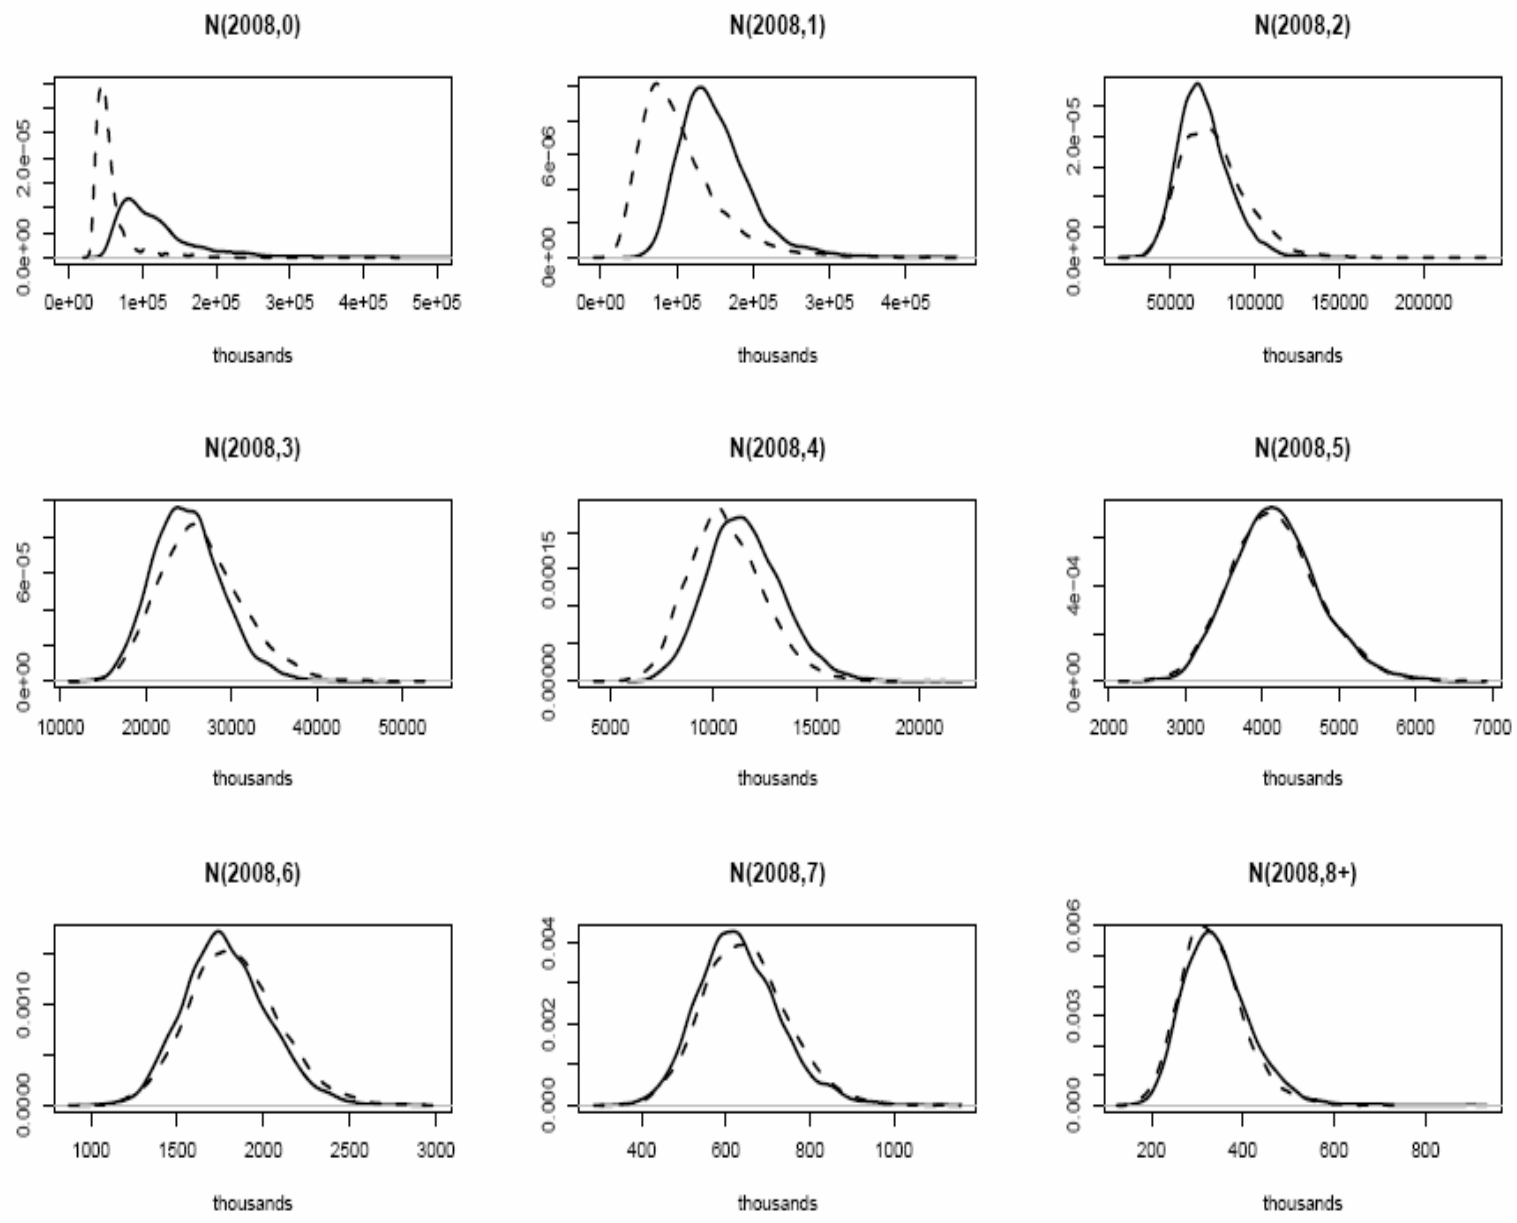 N(2008,0) N(2008,1) N(2008,2)
0.0e+00 2.0e−05
0e+00 6e−06
0.0e+00 2.0e−05
0e+00 1e+05 2e+05 3e+05 4e+05 5e+05
0e+00 1e+05 2e+05 3e+05 4e+05
50000 100000 150000 200000
thousands thousands thousands
N(2008,3) N(2008,4) N(2008,5)
0e+00 6e−05
0.00000 0.00015
0e+00 4e−04
10000 20000 30000 40000 50000
5000 10000 15000 20000
2000 3000 4000 5000 6000 7000
thousands thousands thousands
N(2008,6) N(2008,7) N(2008,8+)
0.0000 0.0010
0.000 0.002 0.004
0.000 0.003 0.006
1000 1500 2000 2500 3000
400 600 800 1000
200 400 600 800
thousands thousands thousands